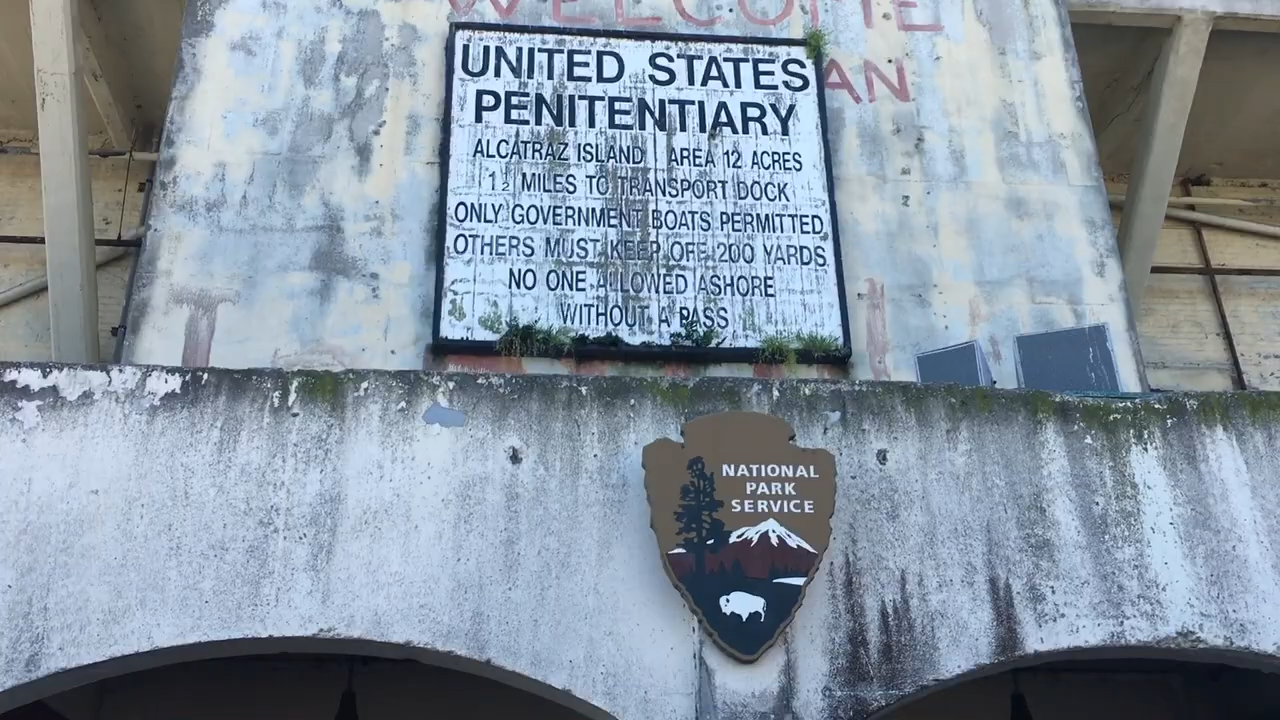 WELCOME
UNITED STATES
PENITENTIARY
ALCATRAZ ISLAND AREA 12 ACRES
1½ MILES TO TRANSPORT DOCK
ONLY GOVERNMENT BOATS PERMITTED
OTHERS MUST KEEP OFF 200 YARDS
NO ONE ALLOWED ASHORE
WITHOUT A PASS
NATIONAL
PARK
SERVICE